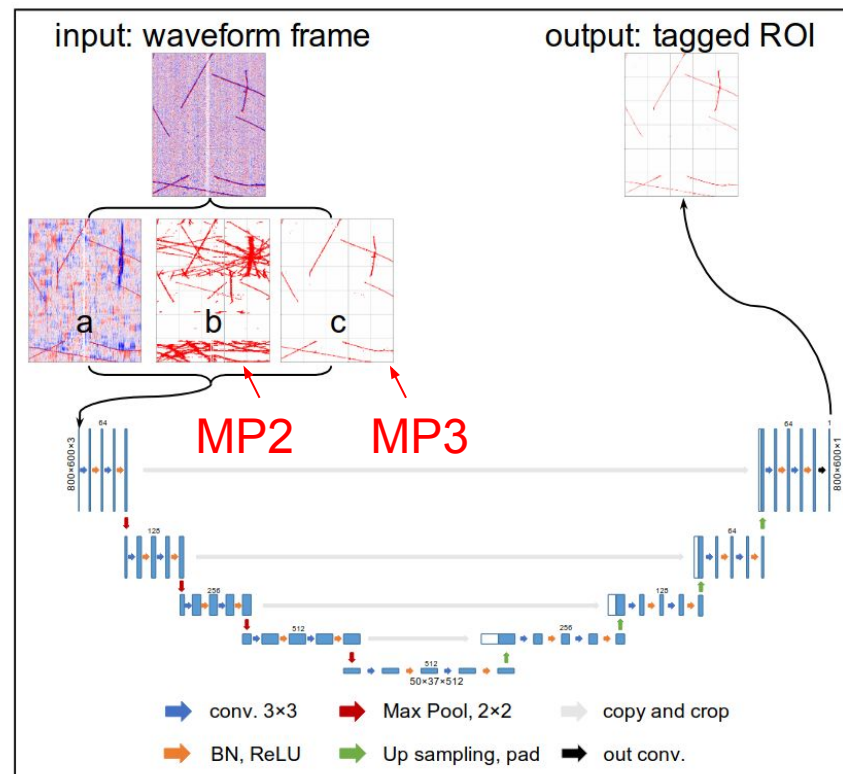 input: waveform frame
output: tagged ROI
a
b
c
MP2
MP3
800×600×3
64
64
1
800×600×1
128
64
256
128
512
256
512
50×37×512
conv. 3×3
Max Pool, 2×2
copy and crop
BN, ReLU
Up sampling, pad
out conv.